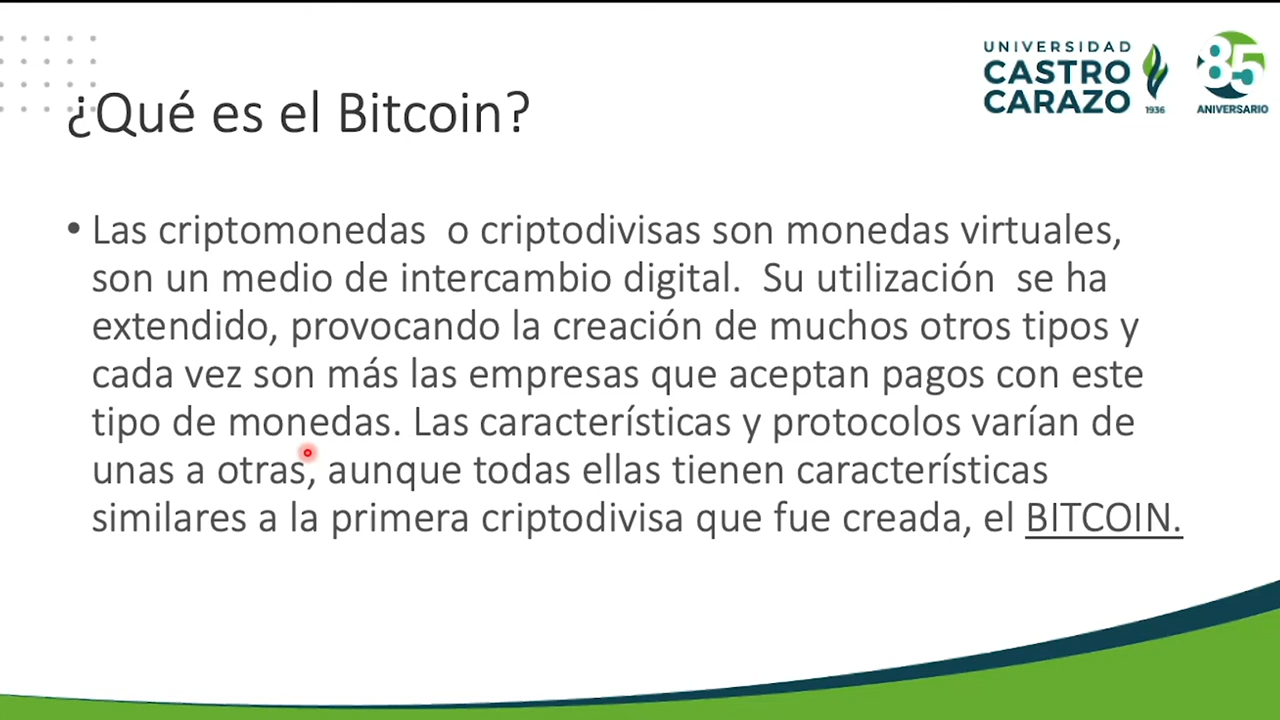 UNIVERSIDAD
CASTRO
CARAZO
1936
85
ANIVERSARIO
¿Qué es el Bitcoin?
• Las criptomonedas  o criptodivisas son monedas virtuales,
son un medio de intercambio digital.  Su utilización  se ha
extendido, provocando la creación de muchos otros tipos y
cada vez son más las empresas que aceptan pagos con este
tipo de monedas. Las características y protocolos varían de
unas a otras, aunque todas ellas tienen características
similares a la primera criptodivisa que fue creada, el BITCOIN.